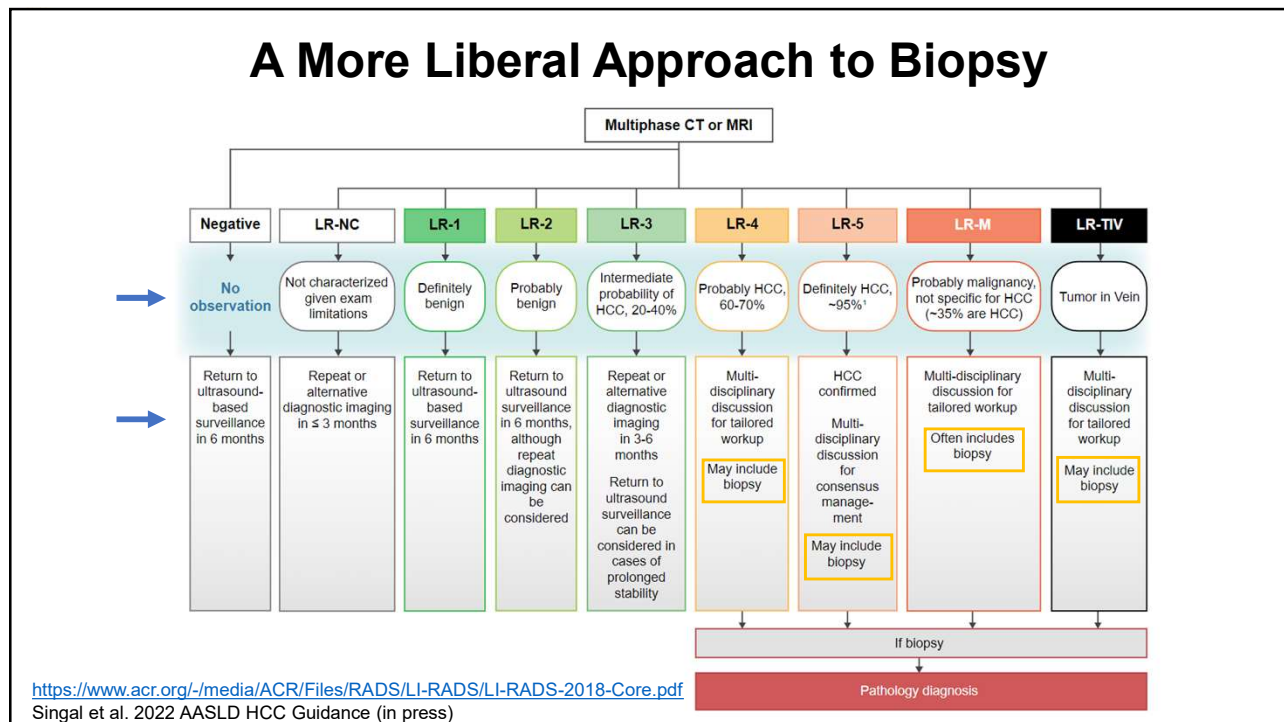 A More Liberal Approach to Biopsy
Multiphase CT or MRI
Negative
LR-NC
LR-1
LR-2
LR-3
LR-4
LR-5
LR-M
LR-TIV
No
observation
Not characterized
given exam
limitations
Definitely
benign
Probably
benign
Intermediate
probability of
HCC, 20-40%
Probably HCC,
60-70%
Definitely HCC,
~95%¹
Probably malignancy,
not specific for HCC
(~35% are HCC)
Tumor in Vein
Return to
ultrasound-
based
surveillance
in 6 months
Repeat or
alternative
diagnostic imaging
in ≤ 3 months
Return to
ultrasound-based
surveillance
in 6 months
Return to
ultrasound
surveillance
in 6 months,
although
repeat
diagnostic
imaging can
be
considered
Repeat or
alternative
diagnostic
imaging
in 3-6
months
Return to
ultrasound
surveillance
can be
considered in
cases of
prolonged
stability
Multi-
disciplinary
discussion
for tailored
workup
May include
biopsy
HCC
confirmed
Multi-
disciplinary
discussion
for
consensus
manage-
ment
May include
biopsy
Multi-disciplinary
discussion for
tailored workup
Often includes
biopsy
Multi-
disciplinary
discussion
for tailored
workup
May include
biopsy
If biopsy
Pathology diagnosis
https://www.acr.org/-/media/ACR/Files/RADS/LI-RADS/LI-RADS-2018-Core.pdf
Singal et al. 2022 AASLD HCC Guidance (in press)